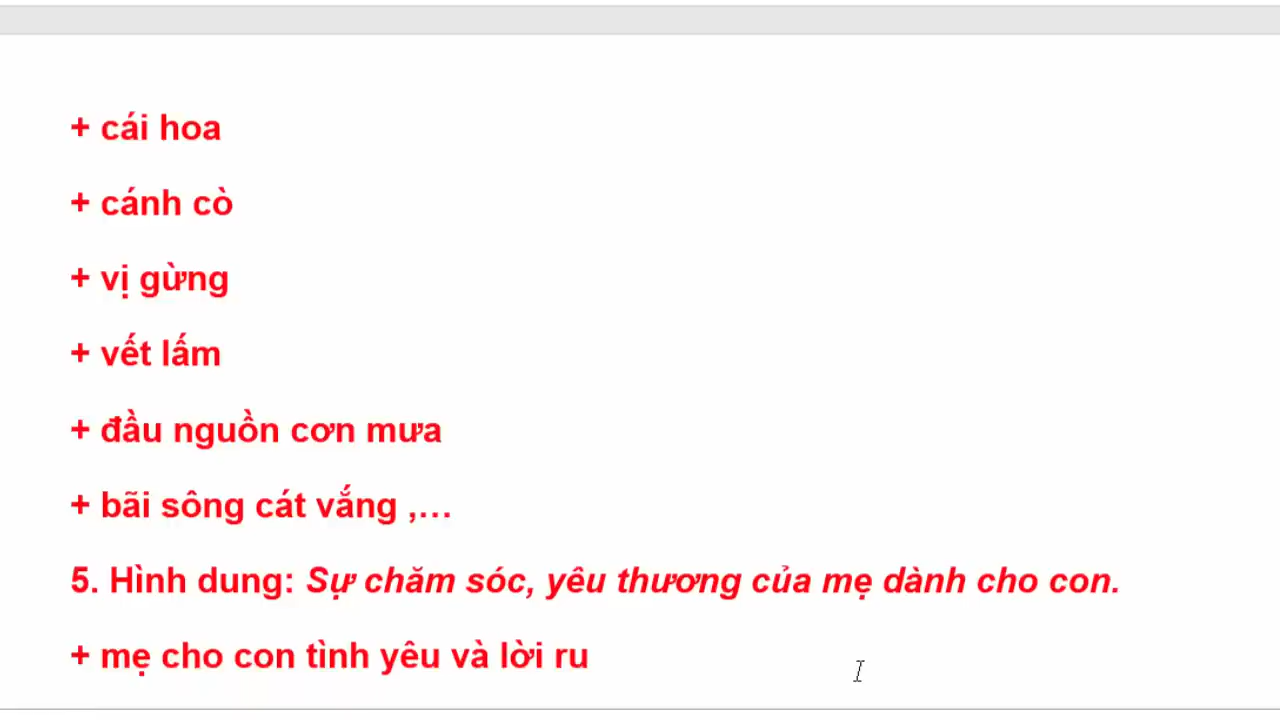 + cái hoa
+ cánh cò
+ vị gừng
+ vết lấm
+ đầu nguồn cơn mưa
+ bãi sông cát vắng ,...
5. Hình dung: Sự chăm sóc, yêu thương của mẹ dành cho con.
+ mẹ cho con tình yêu và lời ru